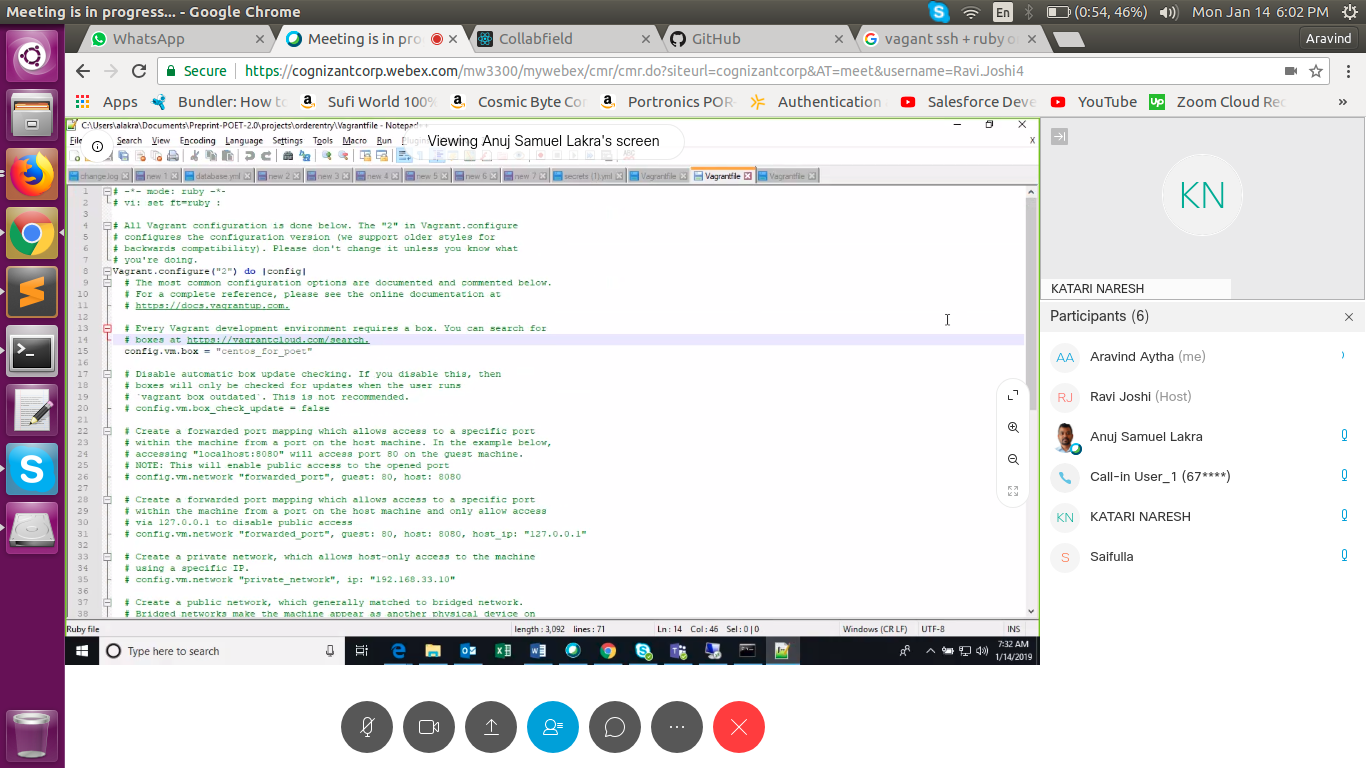 Meeting is in progress... - Google Chrome
En
(0:54, 46%)
Mon Jan 14 6:02 PM
WhatsApp
Meeting is in pro
Collabfield
GitHub
vagant ssh + ruby o
Aravind
Secure
https://cognizantcorp.webex.com/mw3300/mywebex/cmr/cmr.do?siteurl=cognizantcorp&AT=meet&username=Ravi.Joshi4
Apps
Bundler: How to
Sufi World 100%
Cosmic Byte Co
Portronics POR-
Authentication
Salesforce Deve
YouTube
Up
Zoom Cloud Rec
»
C:\Users\alakra\Documents\Preprint-POET-2.0\projects\orderentry\Vagrantfile - Notepad
Viewing Anuj Samuel Lakra's screen
Search View Encoding Language Settings Tools Macro Run
X
change.log
new 1
database.yml
new 2
new 3
new 4
new 5
new 6
new 7
secrets (1).yml
Vagrantfile
Vagrantfile
Vagrantfile
1 # -*- mode: ruby -*-
2 # vi: set ft=ruby :
3
4 # All Vagrant configuration is done below. The "2" in Vagrant.configure
5 # configures the configuration version (we support older styles for
6 # backwards compatibility). Please don't change it unless you know what
7 # you're doing.
8 Vagrant.configure("2") do |config|
9 # The most common configuration options are documented and commented below.
10 # For a complete reference, please see the online documentation at
11 # https://docs.vagrantup.com.
12
13 # Every Vagrant development environment requires a box. You can search for
14 # boxes at https://vagrantcloud.com/search.
15 config.vm.box = "centos_for_poet"
16
17 # Disable automatic box update checking. If you disable this, then
18 # boxes will only be checked for updates when the user runs
19 # `vagrant box outdated`. This is not recommended.
20 # config.vm.box_check_update = false
21
22 # Create a forwarded port mapping which allows access to a specific port
23 # within the machine from a port on the host machine. In the example below,
24 # accessing "localhost:8080" will access port 80 on the guest machine.
25 # NOTE: This will enable public access to the opened port
26 # config.vm.network "forwarded_port", guest: 80, host: 8080
27
28 # Create a forwarded port mapping which allows access to a specific port
29 # within the machine from a port on the host machine and only allow access
30 # via 127.0.0.1 to disable public access
31 # config.vm.network "forwarded_port", guest: 80, host: 8080, host_ip: "127.0.0.1"
32
33 # Create a private network, which allows host-only access to the machine
34 # using a specific IP.
35 # config.vm.network "private_network", ip: "192.168.33.10"
36
37 # Create a public network, which generally matched to bridged network.
38 # Bridged networks make the machine appear as another physical device on
Ruby file
length : 3,092 lines : 71
Ln : 14 Col : 46 Sel : 0 | 0
Windows (CR LF)
UTF-8
INS
Type here to search
7:32 AM
1/14/2019
KN
KATARI NARESH
Participants (6)
AA Aravind Aytha (me)
RJ Ravi Joshi (Host)
Anuj Samuel Lakra
Call-in User_1 (67****)
KN KATARI NARESH
S Saifulla